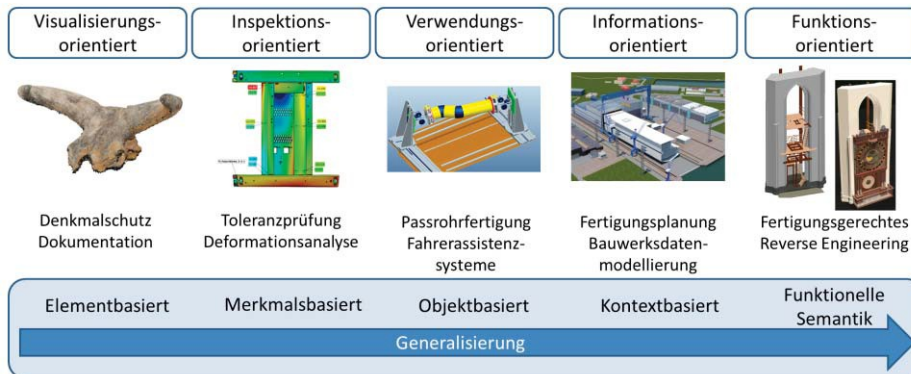 Visualisierungs-
orientiert
Inspektions-
orientiert
Verwendungs-
orientiert
Informations-
orientiert
Funktions-
orientiert
Denkmalschutz
Dokumentation
Toleranzprüfung
Deformationsanalyse
Passrohrfertigung
Fahrerassistenz-
systeme
Fertigungsplanung
Bauwerksdaten-
modellierung
Fertigungsgerechtes
Reverse Engineering
Elementbasiert
Merkmalsbasiert
Objektbasiert
Kontextbasiert
Funktionelle
Semantik
Generalisierung